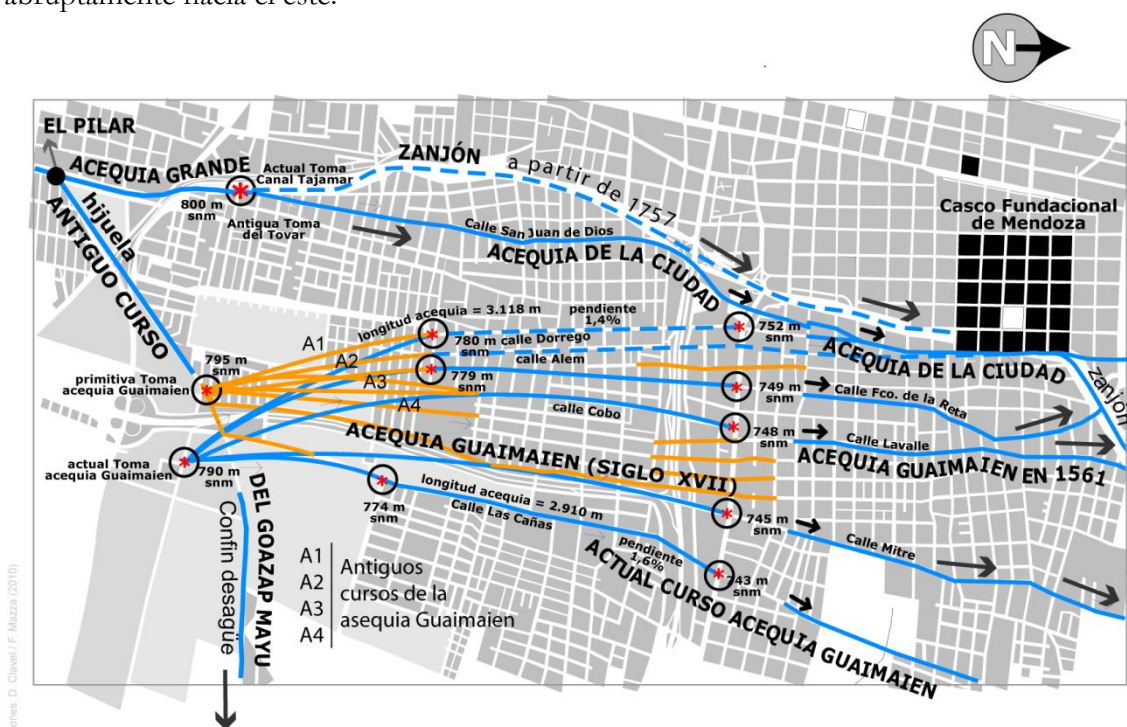 abruptamente hacia el este.
N
EL PILAR
ACEQUIA GRANDE
hijuela
ANTIGUO CURSO
Actual Toma
Canal Tajamar
800 m
snm
Antigua Toma
del Tovar
ZANJÓN
a partir de 1757
Calle San Juan de Dios
ACEQUIA DE LA CIUDAD
Casco Fundacional
de Mendoza
longitud acequia = 3.118 m
pendiente
1,4%
A1
A2
A3
A4
780 m
snm
calle Dorrego
calle Alem
779 m
snm
752 m
snm
ACEQUIA DE LA CIUDAD
zanjón
795 m
snm
primitiva Toma
acequia Guaimaien
749 m
snm
Calle Fco. de la Reta
calle Cobo
748 m
snm
Calle Lavalle
ACEQUIA GUAIMAIEN EN 1561
ACEQUIA GUAIMAIEN (SIGLO XVII)
actual Toma
acequia Guaimaien
790 m
snm
774 m
snm
longitud acequia = 2.910 m
Calle Las Cañas
pendiente
1,6%
745 m
snm
Calle Mitre
743 m
snm
ACTUAL CURSO ACEQUIA GUAIMAIEN
DEL GOAZAP MAYU
Confin desagüe
A1
A2
A3
A4
Antiguos
cursos de la
asequia Guaimaien
ones: D. Clavel / F. Mazza (2010)